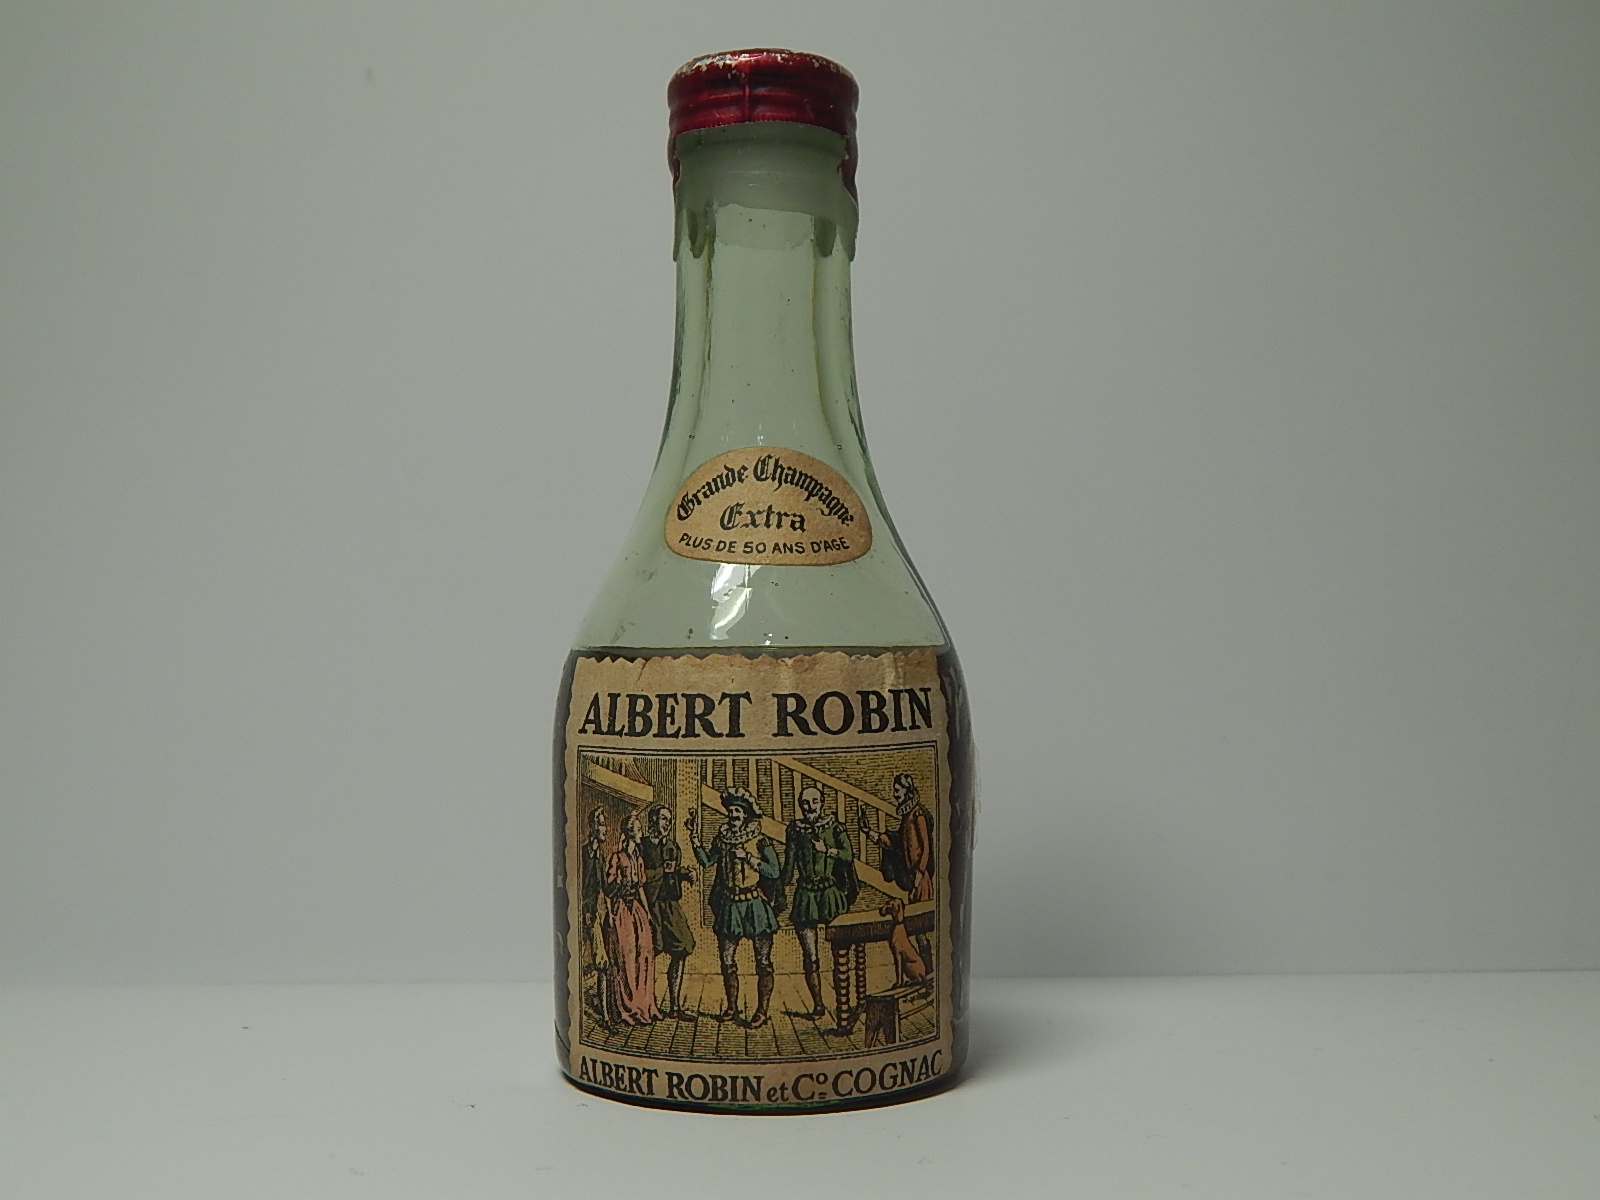 Grande Champagne
Extra
PLUS DE 50 ANS D'AGE
ALBERT ROBIN
ALBERT ROBIN et Cº COGNAC